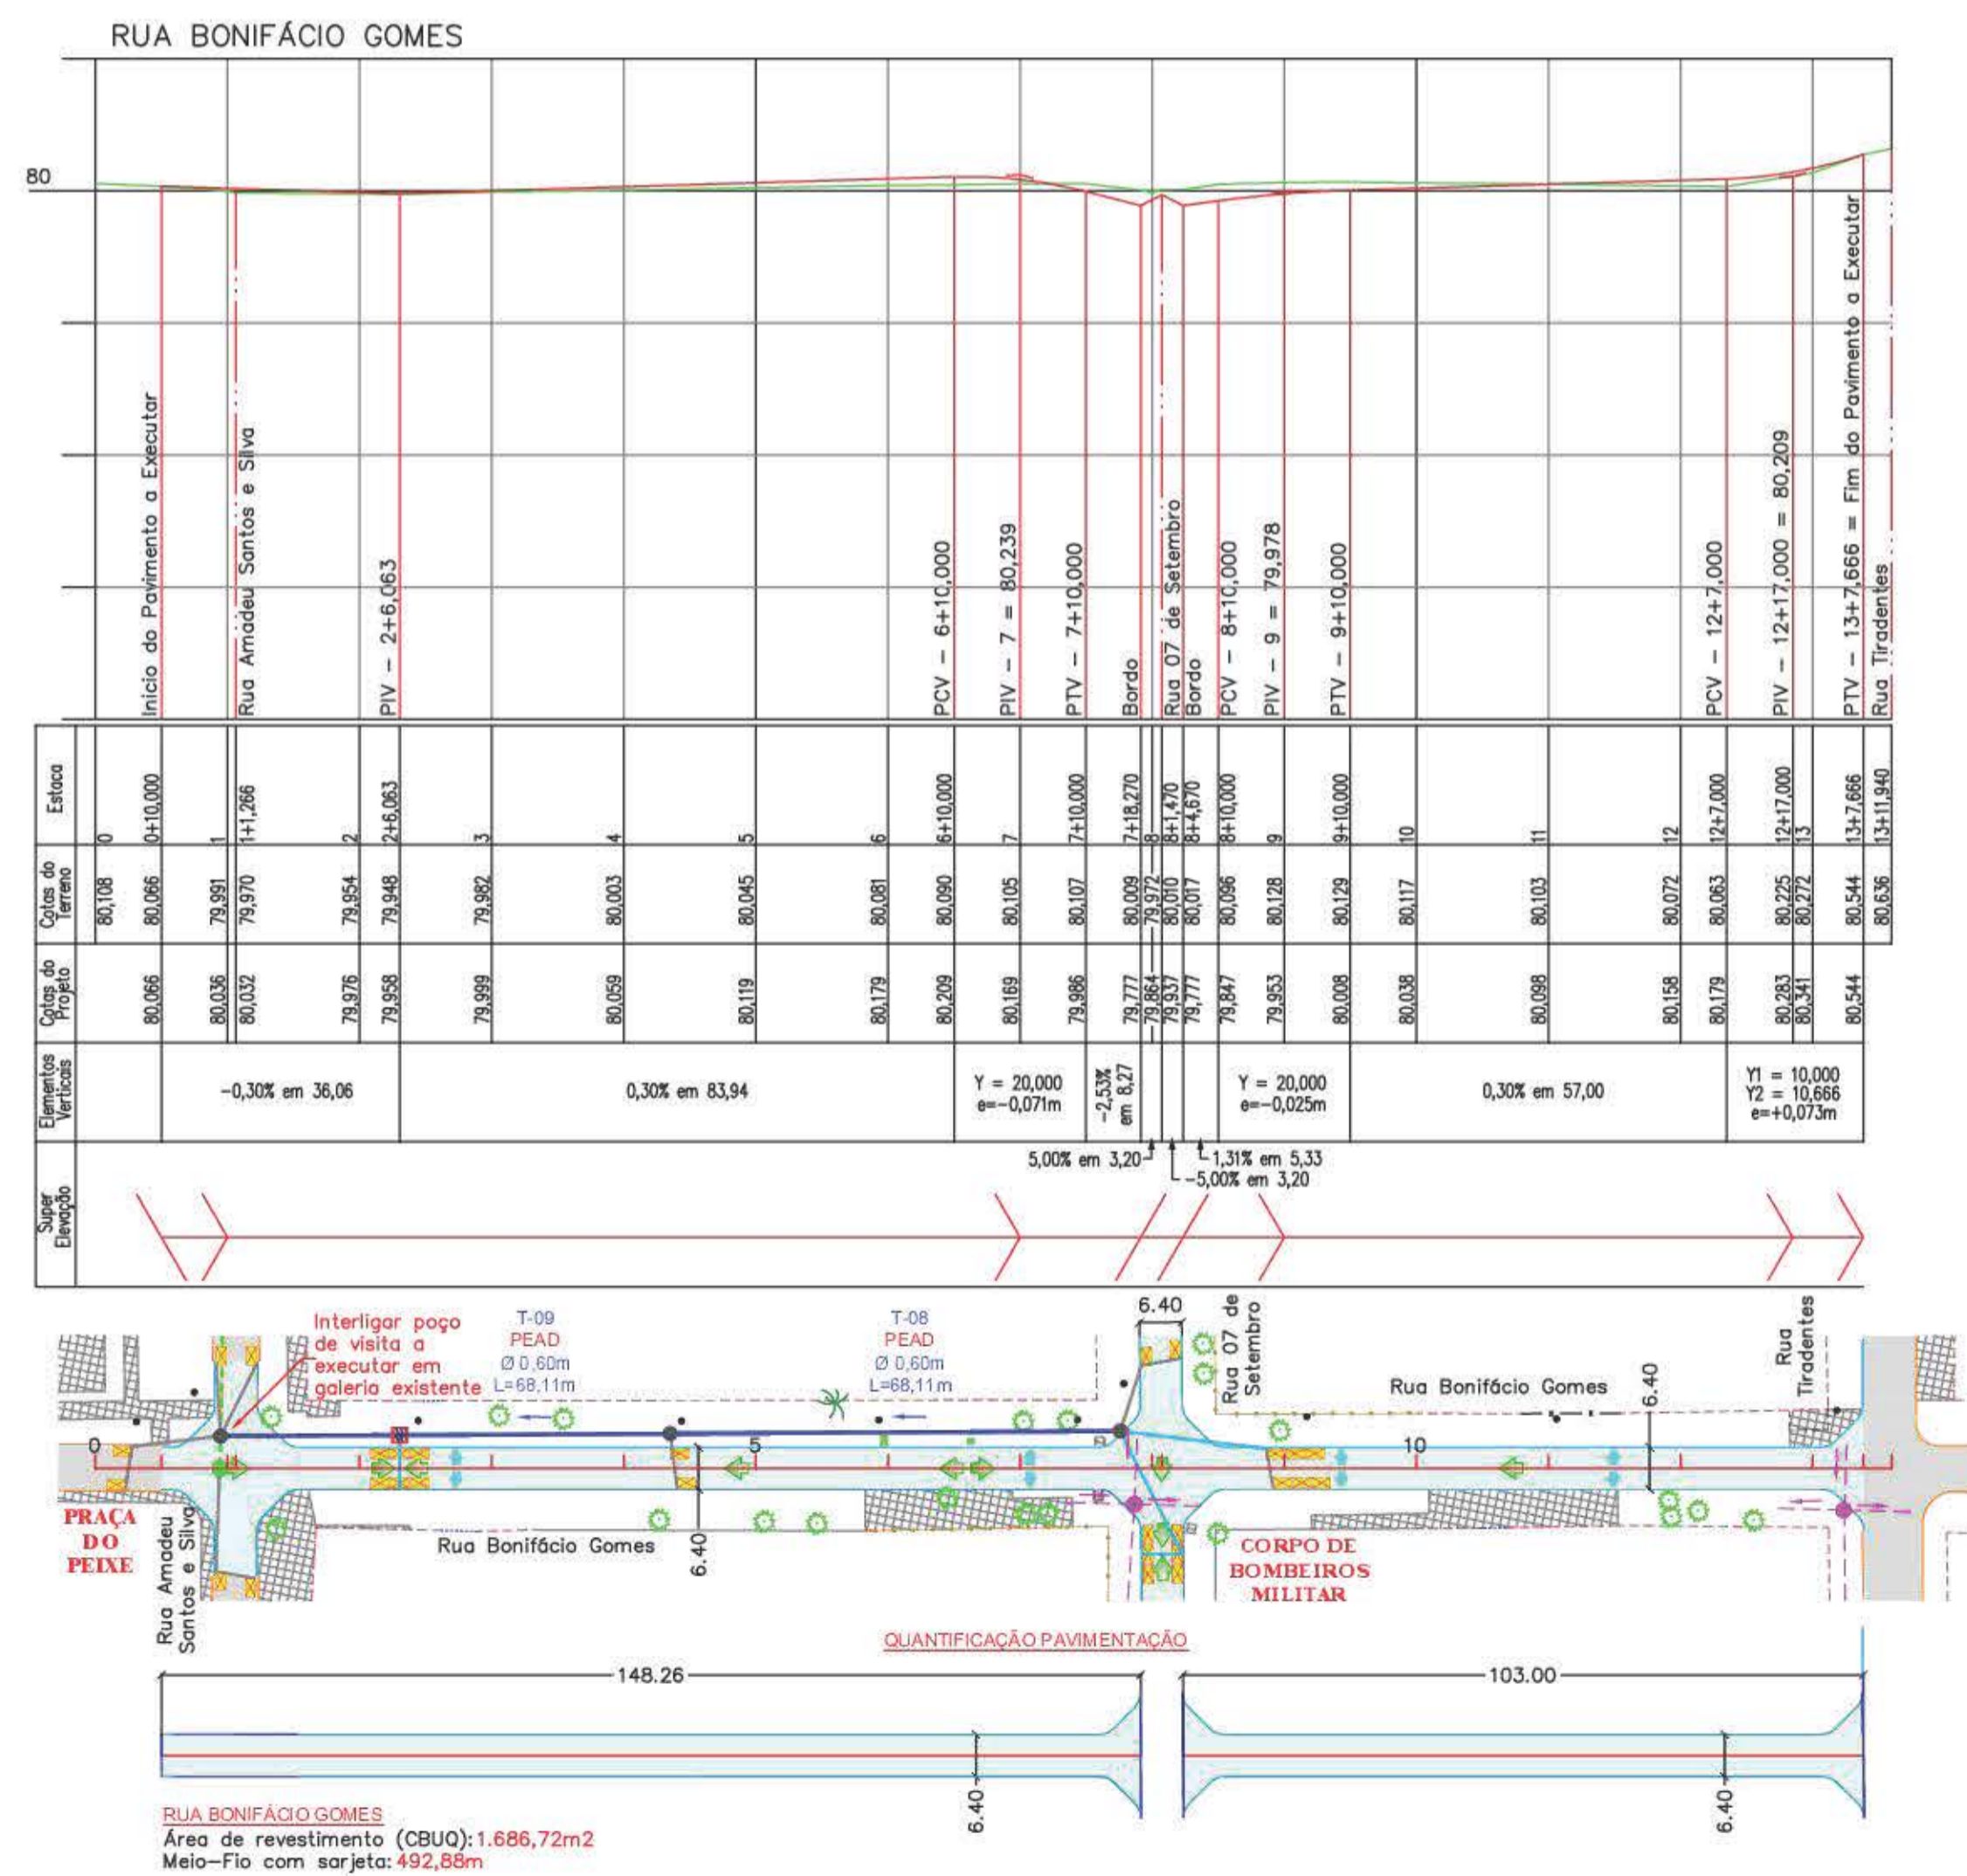 RUA BONIFÁCIO GOMES
80
Início do Pavimento a Executar
Rua Amadeu Santos e Silva
PIV – 2+6,063
PCV – 6+10,000
PIV – 7 = 80,239
PTV – 7+10,000
Bordo
Rua 07 de Setembro
Bordo
PCV – 8+10,000
PIV – 9 = 79,978
PTV – 9+10,000
PCV – 12+7,000
PIV – 12+17,000 = 80,209
PTV – 13+7,666 = Fim do Pavimento a Executar
Rua Tiradentes
Estaca
0
0+10,000
1
1+1,266
2
2+6,063
3
4
5
6
6+10,000
7
7+10,000
7+18,270
8
8+1,470
8+4,670
8+10,000
9
9+10,000
10
11
12
12+7,000
12+17,000
13
13+7,666
13+11,940
Cotas do
Terreno
80,108
80,066
79,991
79,970
79,954
79,948
79,982
80,003
80,045
80,081
80,090
80,105
80,107
80,009
79,972
80,010
80,017
80,096
80,128
80,129
80,117
80,103
80,072
80,063
80,225
80,272
80,544
80,636
Cotas do
Projeto
80,066
80,036
80,032
79,976
79,958
79,999
80,059
80,119
80,179
80,209
80,169
79,986
79,777
79,864
79,937
79,777
79,847
79,953
80,008
80,038
80,098
80,158
80,179
80,283
80,341
80,544
Elementos
Verticais
-0,30% em 36,06
0,30% em 83,94
Y = 20,000
e=-0,071m
-2,53%
em 8,27
Y = 20,000
e=-0,025m
0,30% em 57,00
Y1 = 10,000
Y2 = 10,666
e=+0,073m
5,00% em 3,20
1,31% em 5,33
-5,00% em 3,20
Super
Elevação
Interligar poço
de visita a
executar em
galeria existente
T-09
PEAD
Ø 0,60m
L=68,11m
T-08
PEAD
Ø 0,60m
L=68,11m
6.40
Rua 07 de
Setembro
Rua
Tiradentes
Rua Bonifácio Gomes
6.40
0
5
10
PRAÇA
DO
PEIXE
Rua Amadeu
Santos e Silva
Rua Bonifácio Gomes
6.40
CORPO DE
BOMBEIROS
MILITAR
QUANTIFICAÇÃO PAVIMENTAÇÃO
148.26
103.00
6.40
6.40
RUA BONIFÁCIO GOMES
Área de revestimento (CBUQ): 1.686,72m2
Meio-Fio com sarjeta: 492,88m